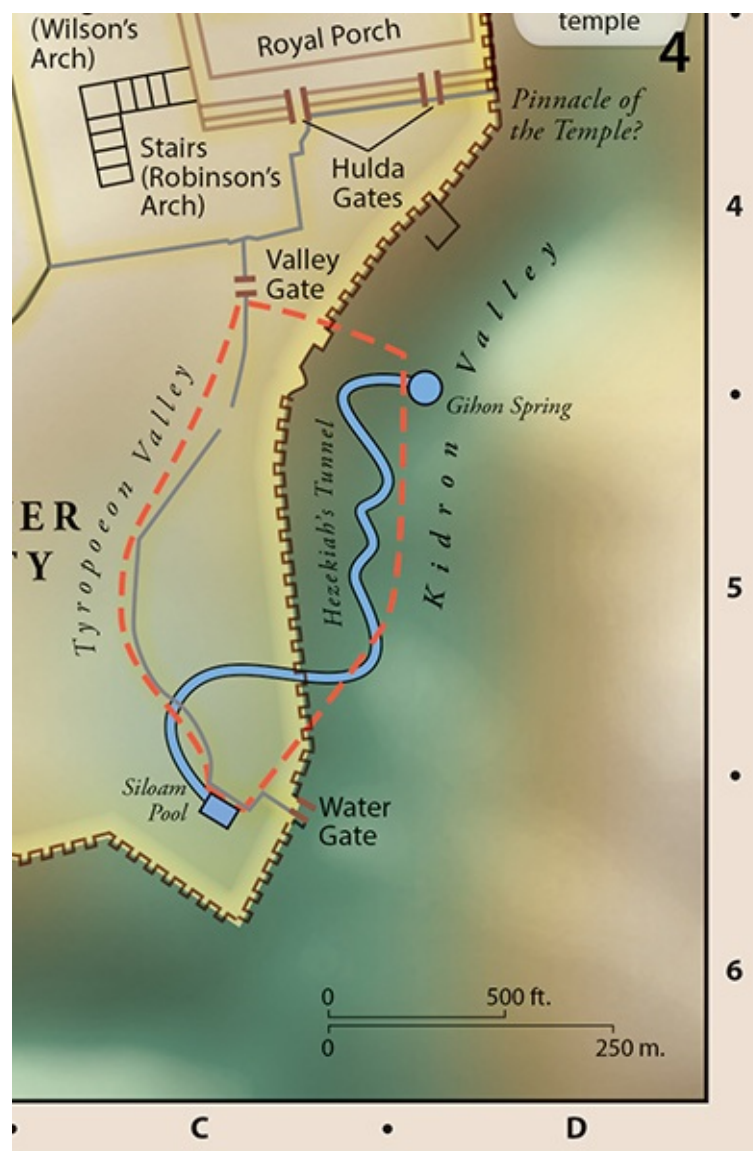 (Wilson's
Arch)
Royal Porch
temple
4
Pinnacle of
the Temple?
Stairs
(Robinson's
Arch)
Hulda
Gates
4
Valley
Gate
Kidron Valley
Gihon Spring
Tyropoeon Valley
Hezekiah's Tunnel
ER
TY
5
Siloam
Pool
Water
Gate
6
0 500 ft.
0 250 m.
C
D